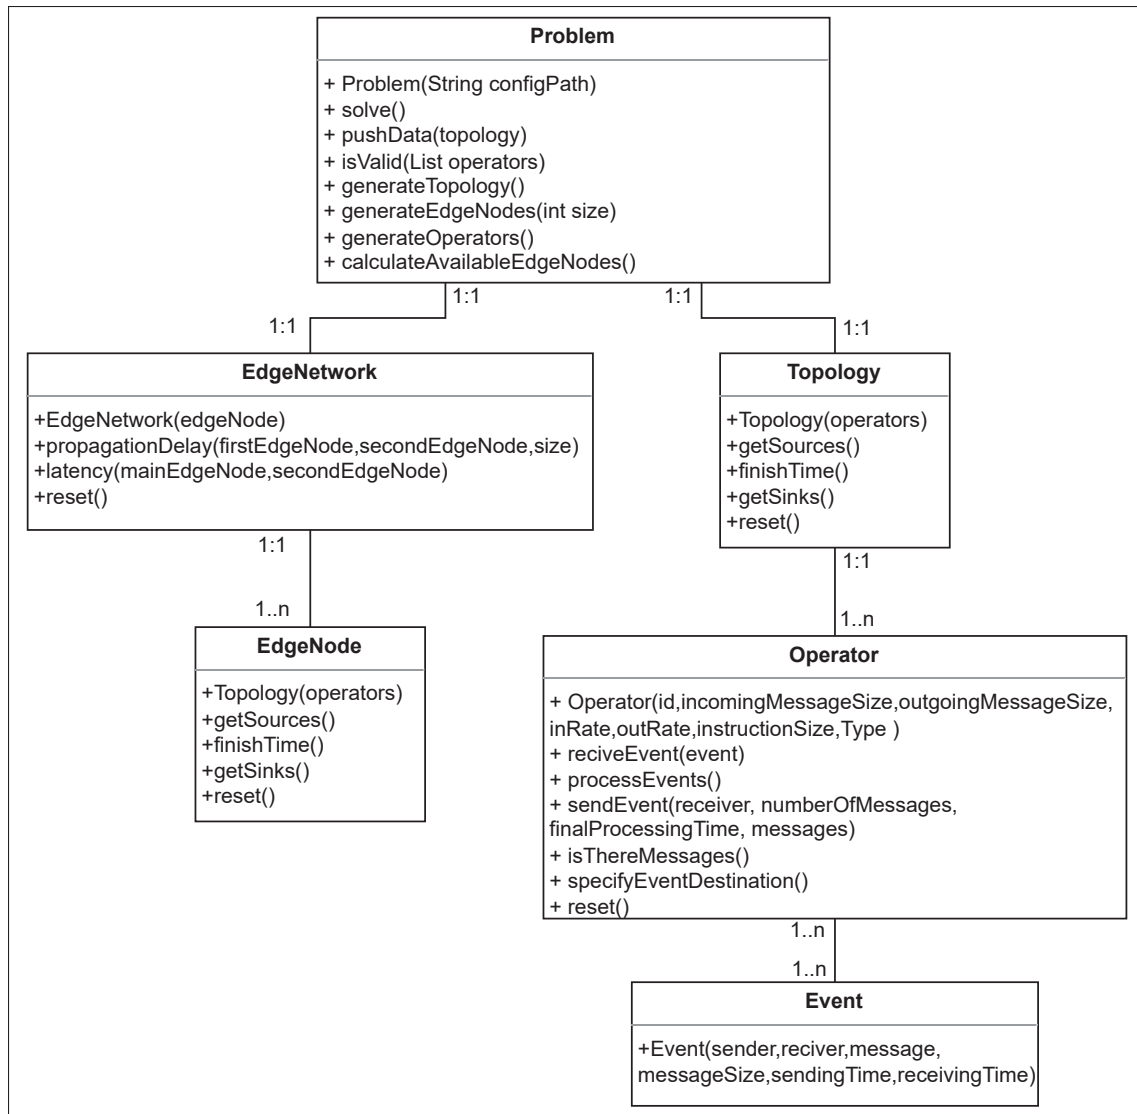 Problem
+ Problem(String configPath)
+ solve()
+ pushData(topology)
+ isValid(List operators)
+ generateTopology()
+ generateEdgeNodes(int size)
+ generateOperators()
+ calculateAvailableEdgeNodes()
1:1
1:1
1:1
1:1
EdgeNetwork
+EdgeNetwork(edgeNode)
+propagationDelay(firstEdgeNode,secondEdgeNode,size)
+latency(mainEdgeNode,secondEdgeNode)
+reset()
Topology
+Topology(operators)
+getSources()
+finishTime()
+getSinks()
+reset()
1:1
1..n
1:1
1..n
EdgeNode
+Topology(operators)
+getSources()
+finishTime()
+getSinks()
+reset()
Operator
+ Operator(id,incomingMessageSize,outgoingMessageSize,
inRate,outRate,instructionSize,Type )
+ reciveEvent(event)
+ processEvents()
+ sendEvent(receiver, numberOfMessages,
finalProcessingTime, messages)
+ isThereMessages()
+ specifyEventDestination()
+ reset()
1..n
1..n
Event
+Event(sender,reciver,message,
messageSize,sendingTime,receivingTime)